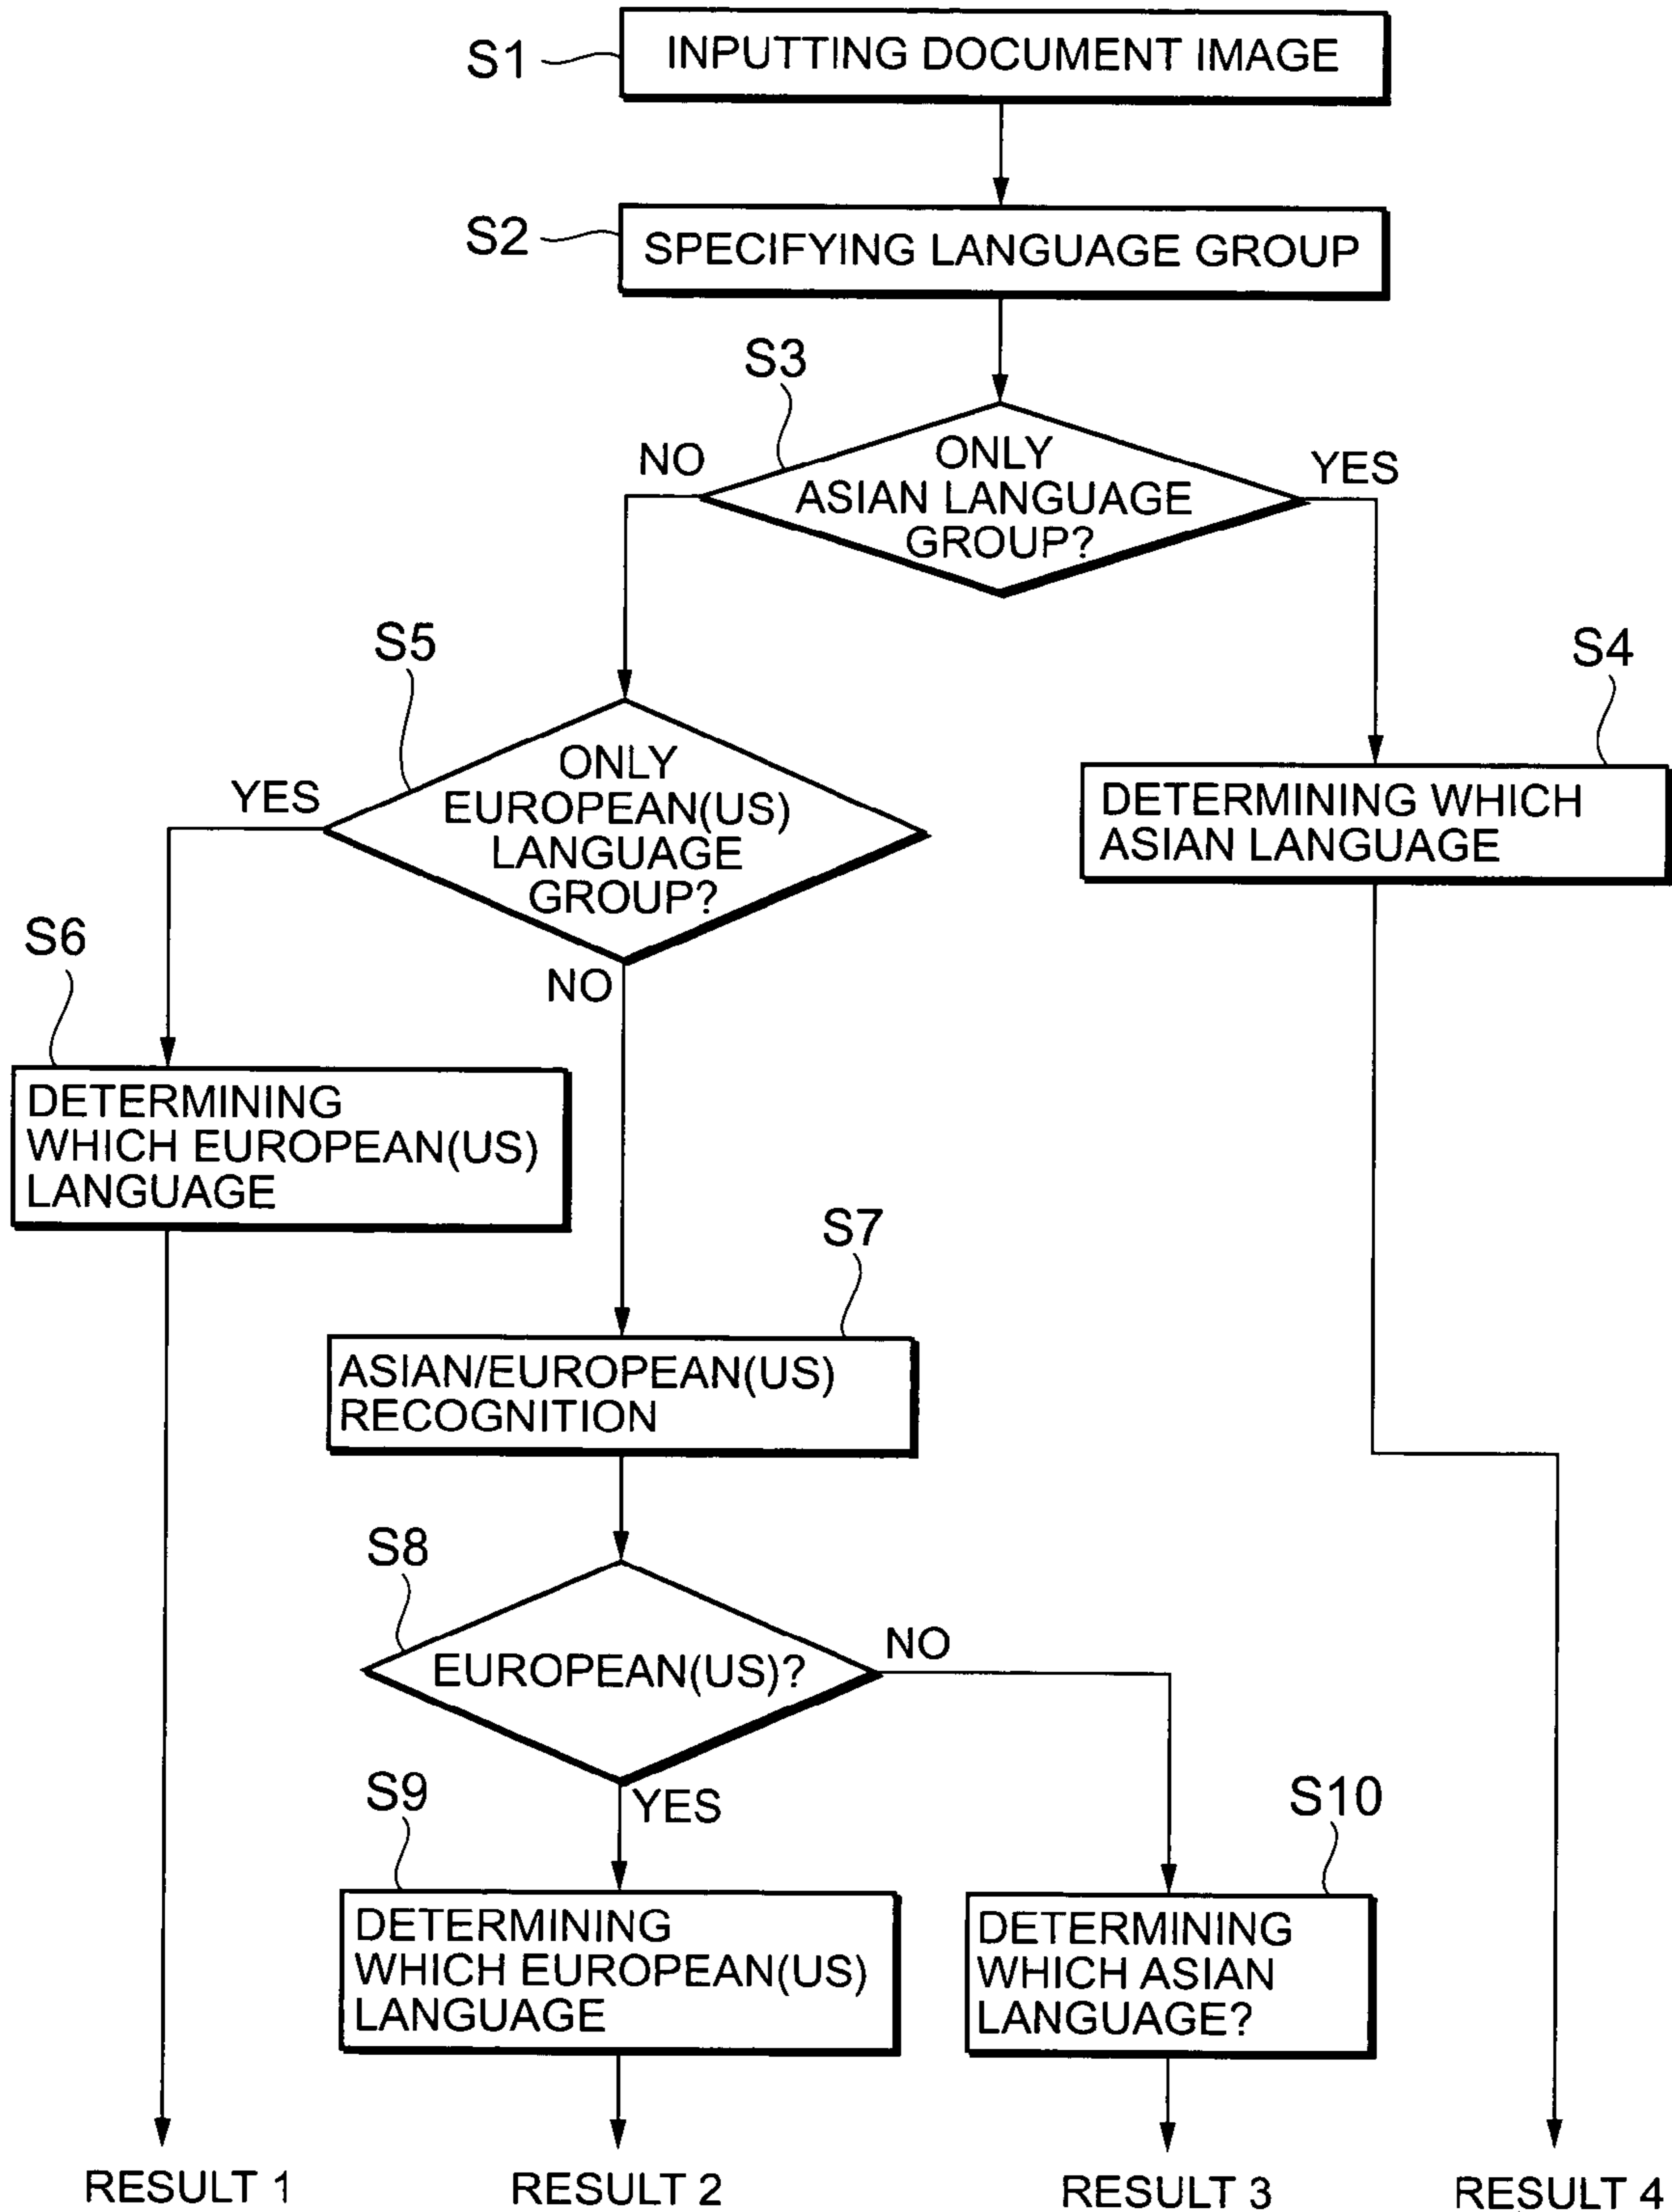 S1
INPUTTING DOCUMENT IMAGE
S2
SPECIFYING LANGUAGE GROUP
S3
NO
ONLY
ASIAN LANGUAGE
GROUP?
YES
S5
S4
YES
ONLY
EUROPEAN(US)
LANGUAGE
GROUP?
NO
DETERMINING WHICH
ASIAN LANGUAGE
S6
DETERMINING
WHICH EUROPEAN(US)
LANGUAGE
S7
ASIAN/EUROPEAN(US)
RECOGNITION
S8
EUROPEAN(US)?
NO
YES
S9
DETERMINING
WHICH EUROPEAN(US)
LANGUAGE
S10
DETERMINING
WHICH ASIAN
LANGUAGE?
RESULT 1
RESULT 2
RESULT 3
RESULT 4